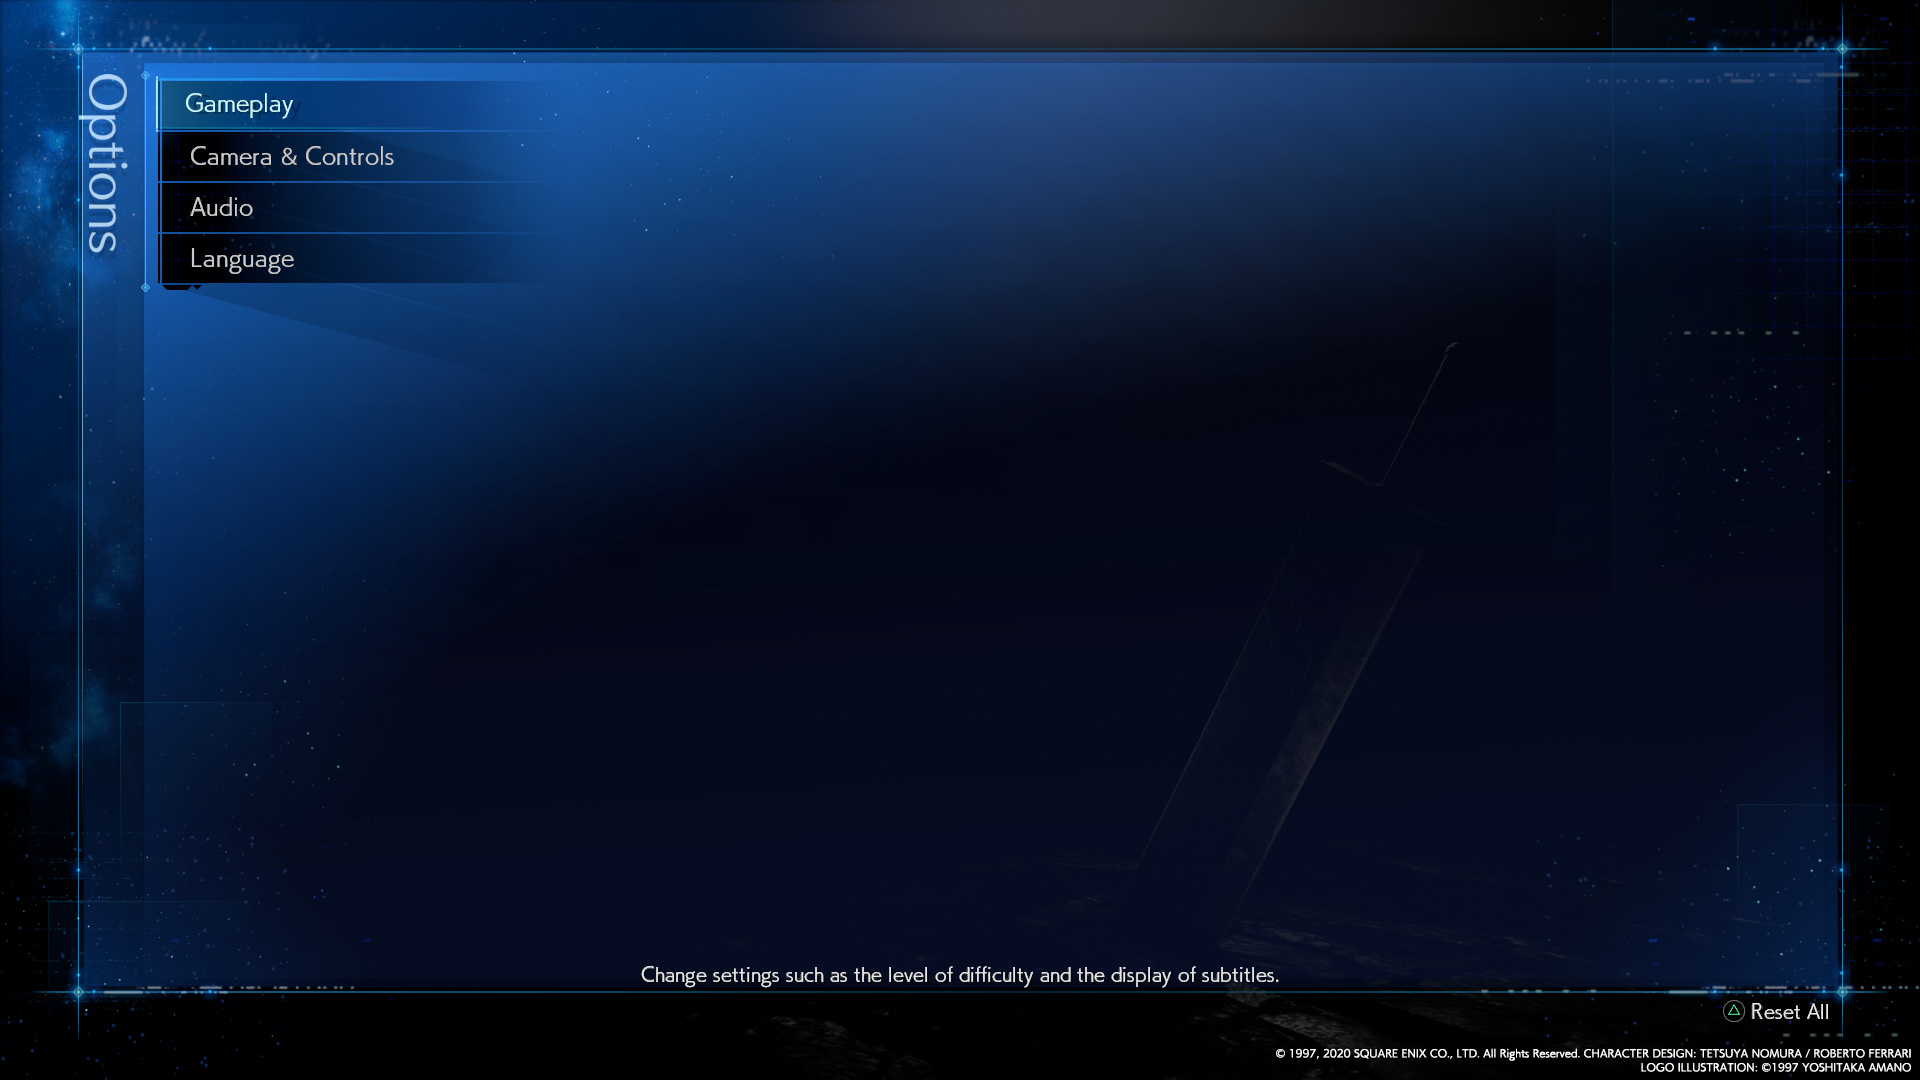 Options
Gameplay
Camera & Controls
Audio
Language
Change settings such as the level of difficulty and the display of subtitles.
Reset All
© 1997, 2020 SQUARE ENIX CO., LTD. All Rights Reserved. CHARACTER DESIGN: TETSUYA NOMURA / ROBERTO FERRARI
LOGO ILLUSTRATION: ©1997 YOSHITAKA AMANO